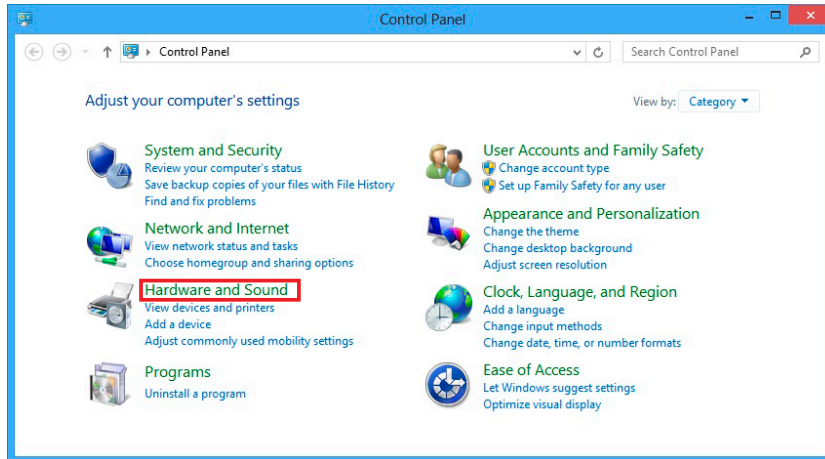 Control Panel
Control Panel
Search Control Panel
Adjust your computer's settings
View by: Category
System and Security
Review your computer's status
Save backup copies of your files with File History
Find and fix problems
Network and Internet
View network status and tasks
Choose homegroup and sharing options
Hardware and Sound
View devices and printers
Add a device
Adjust commonly used mobility settings
Programs
Uninstall a program
User Accounts and Family Safety
Change account type
Set up Family Safety for any user
Appearance and Personalization
Change the theme
Change desktop background
Adjust screen resolution
Clock, Language, and Region
Add a language
Change input methods
Change date, time, or number formats
Ease of Access
Let Windows suggest settings
Optimize visual display